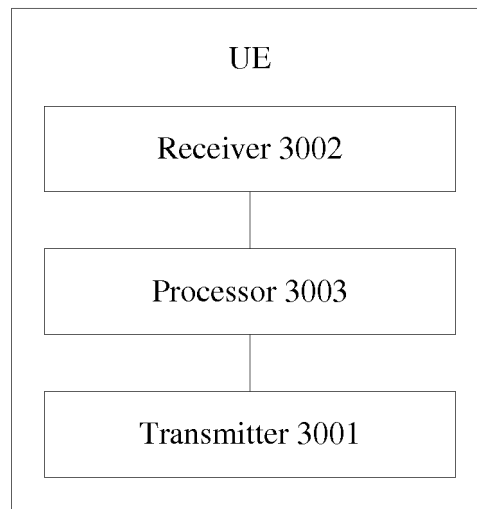 UE
Receiver 3002
Processor 3003
Transmitter 3001